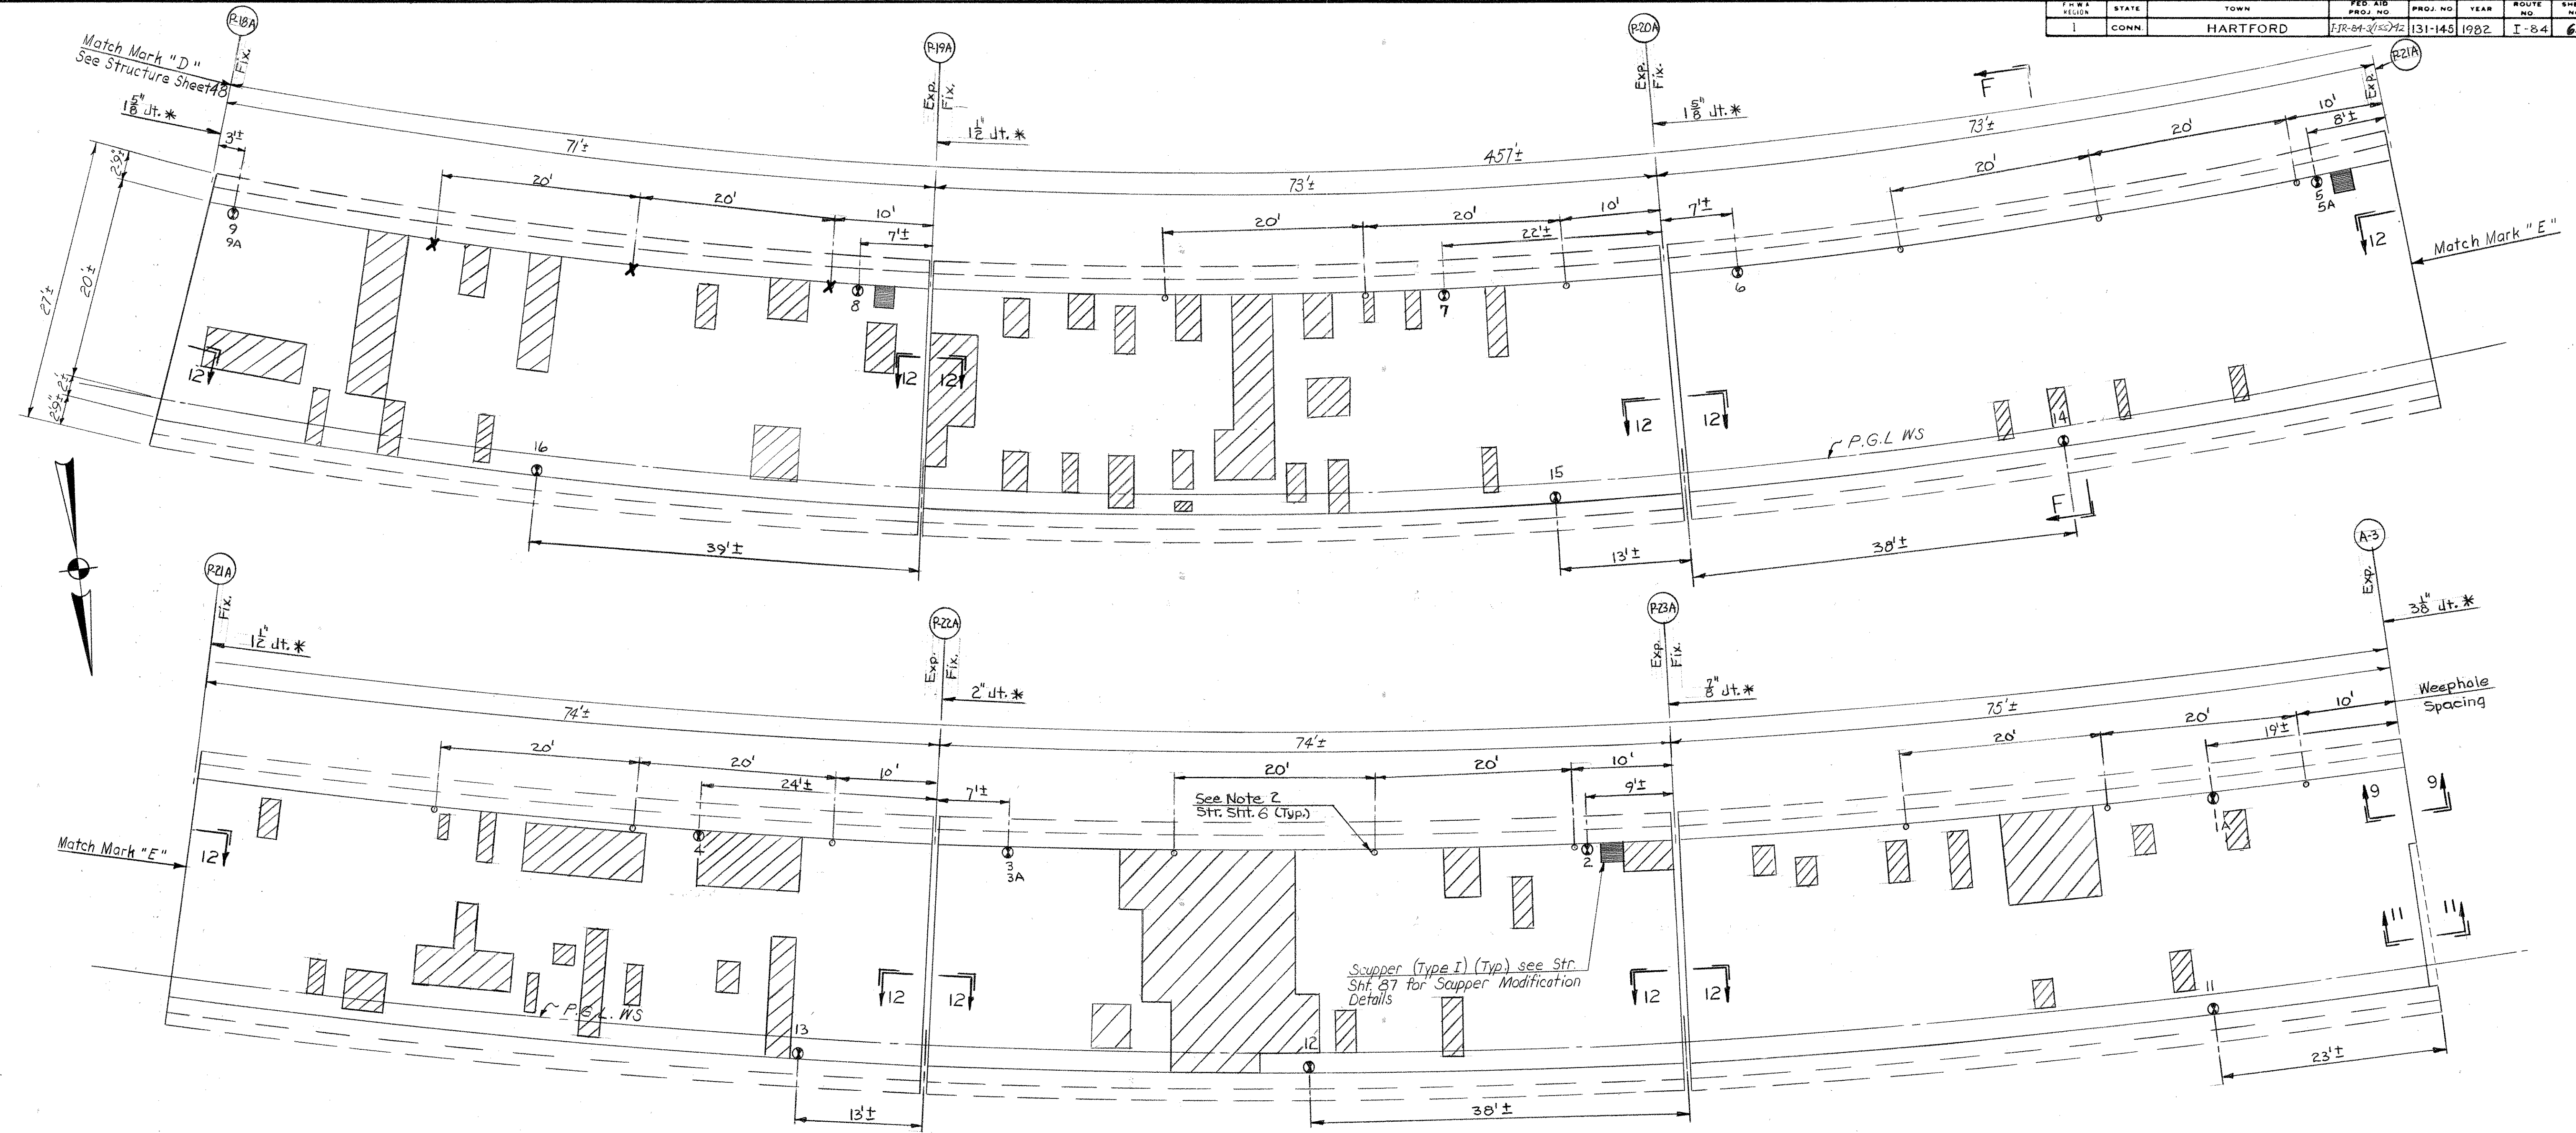 F H W A REGION
STATE
TOWN
FED. AID PROJ. NO
PROJ. NO
YEAR
ROUTE NO
1
CONN.
HARTFORD
131-145
1982
I-84
P-18A
P-19A
P-20A
P-21A
Fix.
Exp.
Fix.
Exp.
Fix.
Exp.
Match Mark "D"
See Structure Sheet 48
1 5/8" Jt. *
1 1/2" Jt. *
1 5/8" Jt. *
F
457'±
71'±
73'±
73'±
3'±
20'
20'
10'
7'±
20'
20'
10'
22'±
7'±
20'
20'
10'
8'±
2'9"±
20'±
27'±
2'±
2'9"±
9
9A
8
7
6
5
5A
12
Match Mark "E"
12
12
12
12
12
P.G.L WS
16
15
14
F
39'±
13'±
38'±
P-21A
P-22A
P-23A
A-3
Fix.
Exp.
Fix.
Exp.
Fix.
Exp.
1 1/2" Jt. *
2" Jt. *
7/8" Jt. *
3 1/8" Jt. *
Weephole
Spacing
74'±
74'±
75'±
20'
20'
10'
24'±
7'±
20'
20'
10'
9'±
20'
20'
10'
19'±
See Note 2
Str. Sht. 6 (Typ.)
Match Mark "E"
12
4
3
3A
2
1A
9
9
11
11
Scupper (Type I) (Typ.) see Str.
Sht. 87 for Scupper Modification
Details
12
12
12
12
P.G.L. WS
13
12
11
13'±
38'±
23'±